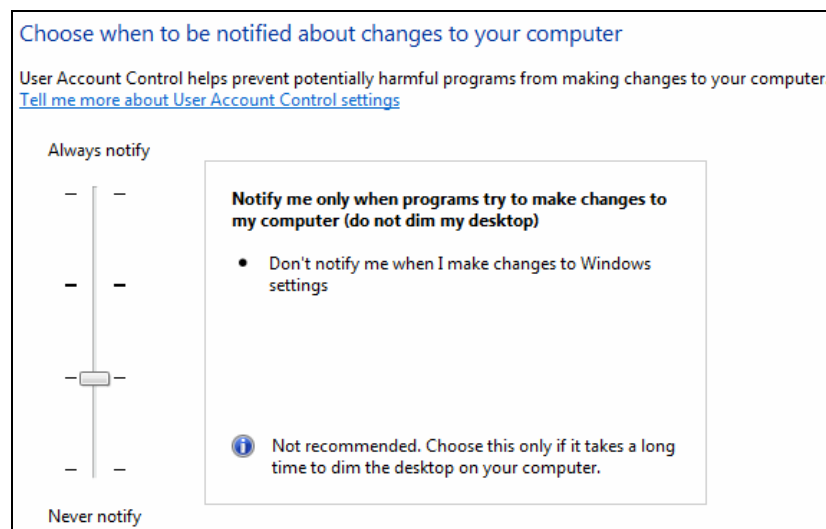 Choose when to be notified about changes to your computer
User Account Control helps prevent potentially harmful programs from making changes to your computer
Tell me more about User Account Control settings
Always notify
Notify me only when programs try to make changes to
my computer (do not dim my desktop)
• Don't notify me when I make changes to Windows
settings
Not recommended. Choose this only if it takes a long
time to dim the desktop on your computer.
Never notify